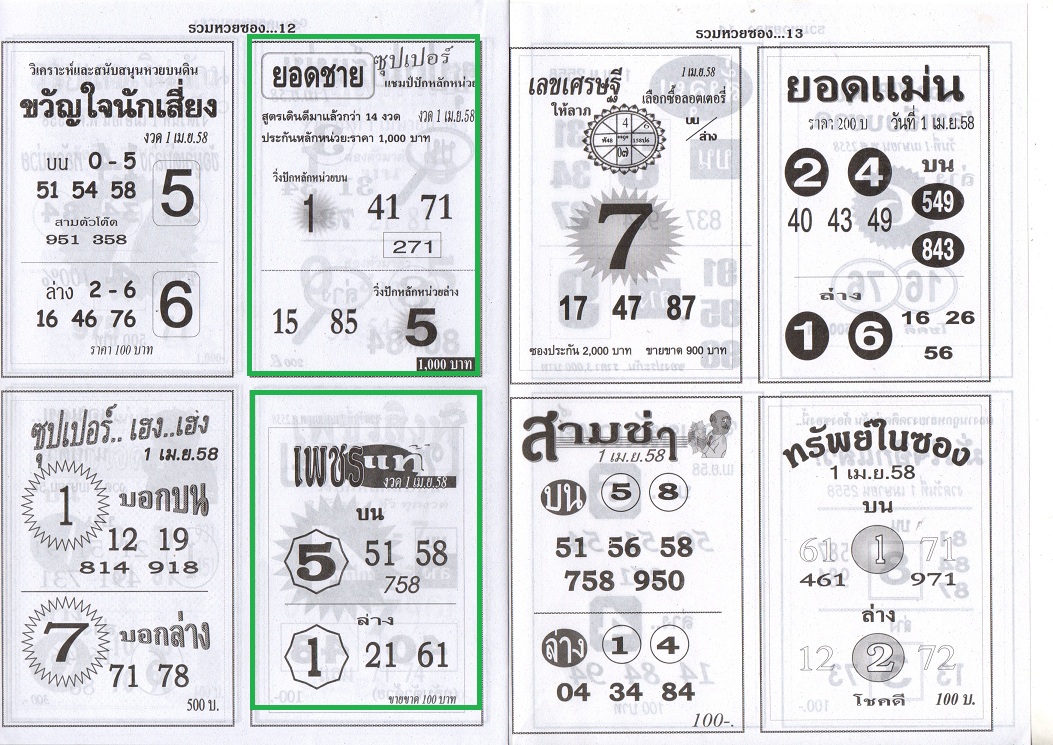 รวมหวยซอง...12
วิเคราะห์และสนับสนุนหวยบนดิน
ขวัญใจนักเสี่ยง
งวด 1 เม.ย.58
บน 0 - 5
51 54 58
5
สามตัวโต๊ด
951 358
ล่าง 2 - 6
16 46 76
6
ราคา 100 บาท
ยอดชาย
ซุปเปอร์
แชมป์ปักหลักหน่วย
สูตรเดินดีมาแล้วกว่า 14 งวด งวด 1 เม.ย.58
ประกันหลักหน่วย:ราคา 1,000 บาท
วิ่งปักหลักหน่วยบน
1 41 71
271
วิ่งปักหลักหน่วยล่าง
15 85 5
1,000 บาท
ซุปเปอร์.. เฮง..เฮง
1 เม.ย.58
1 บอกบน
12 19
814 918
7 บอกล่าง
71 78
500 บ.
เพชรแท้
งวด 1 เม.ย.58
บน
5 51 58
758
ล่าง
1 21 61
ขายขาด 100 บาท
รวมหวยซอง...13
เลขเศรษฐี
1 เม.ย.58
ให้ลาภ
เลือกซื้อลอตเตอรี่
บน
ล่าง
4 6
7
17 47 87
ซองประกัน 2,000 บาท ขายขาด 900 บาท
ยอดแม่น
ราคา 200 บ วันที่ 1 เม.ย.58
2 4 บน
40 43 49 549
843
ล่าง
1 6 16 26
56
สามช่า
1 เม.ย.58
บน 5 8
51 56 58
758 950
ล่าง 1 4
04 34 84
100-.
ทรัพย์ในซอง
1 เม.ย.58
บน
61 1 71
461 971
ล่าง
12 2 72
โชคดี 100 บ.